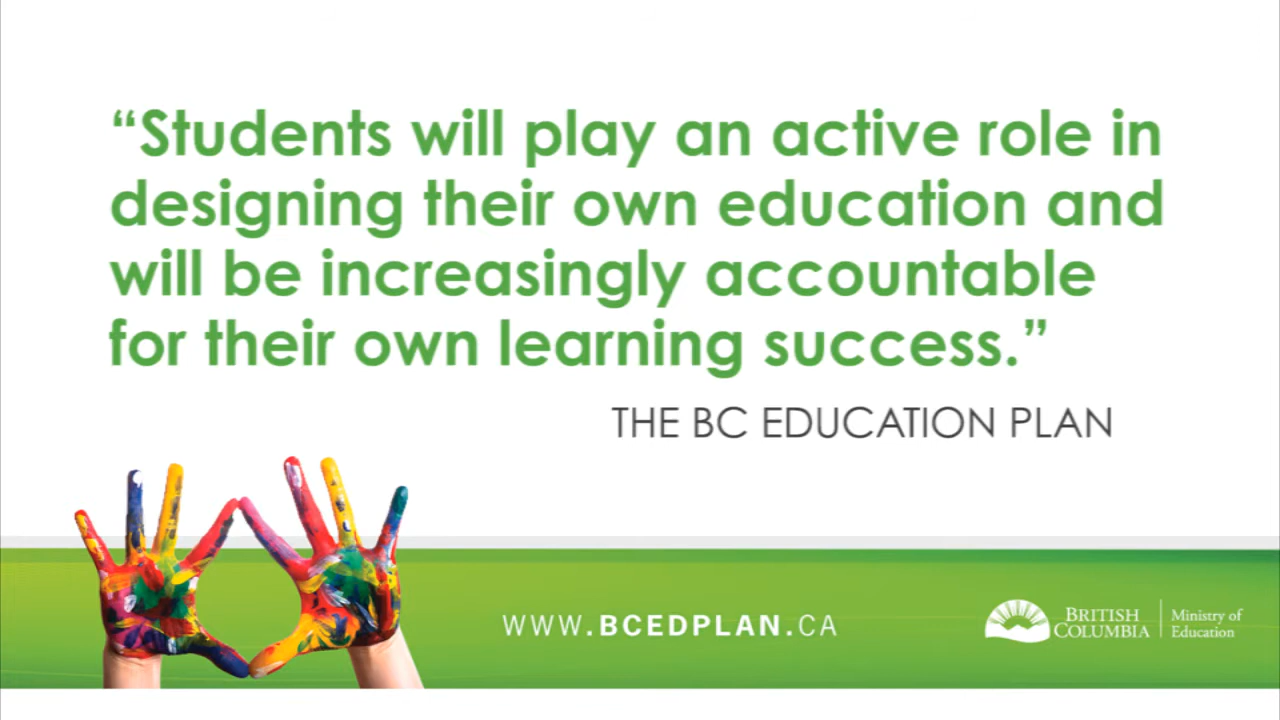 “Students will play an active role in
designing their own education and
will be increasingly accountable
for their own learning success.”
THE BC EDUCATION PLAN
WWW.BCEDPLAN.CA
BRITISH
COLUMBIA
Ministry of
Education